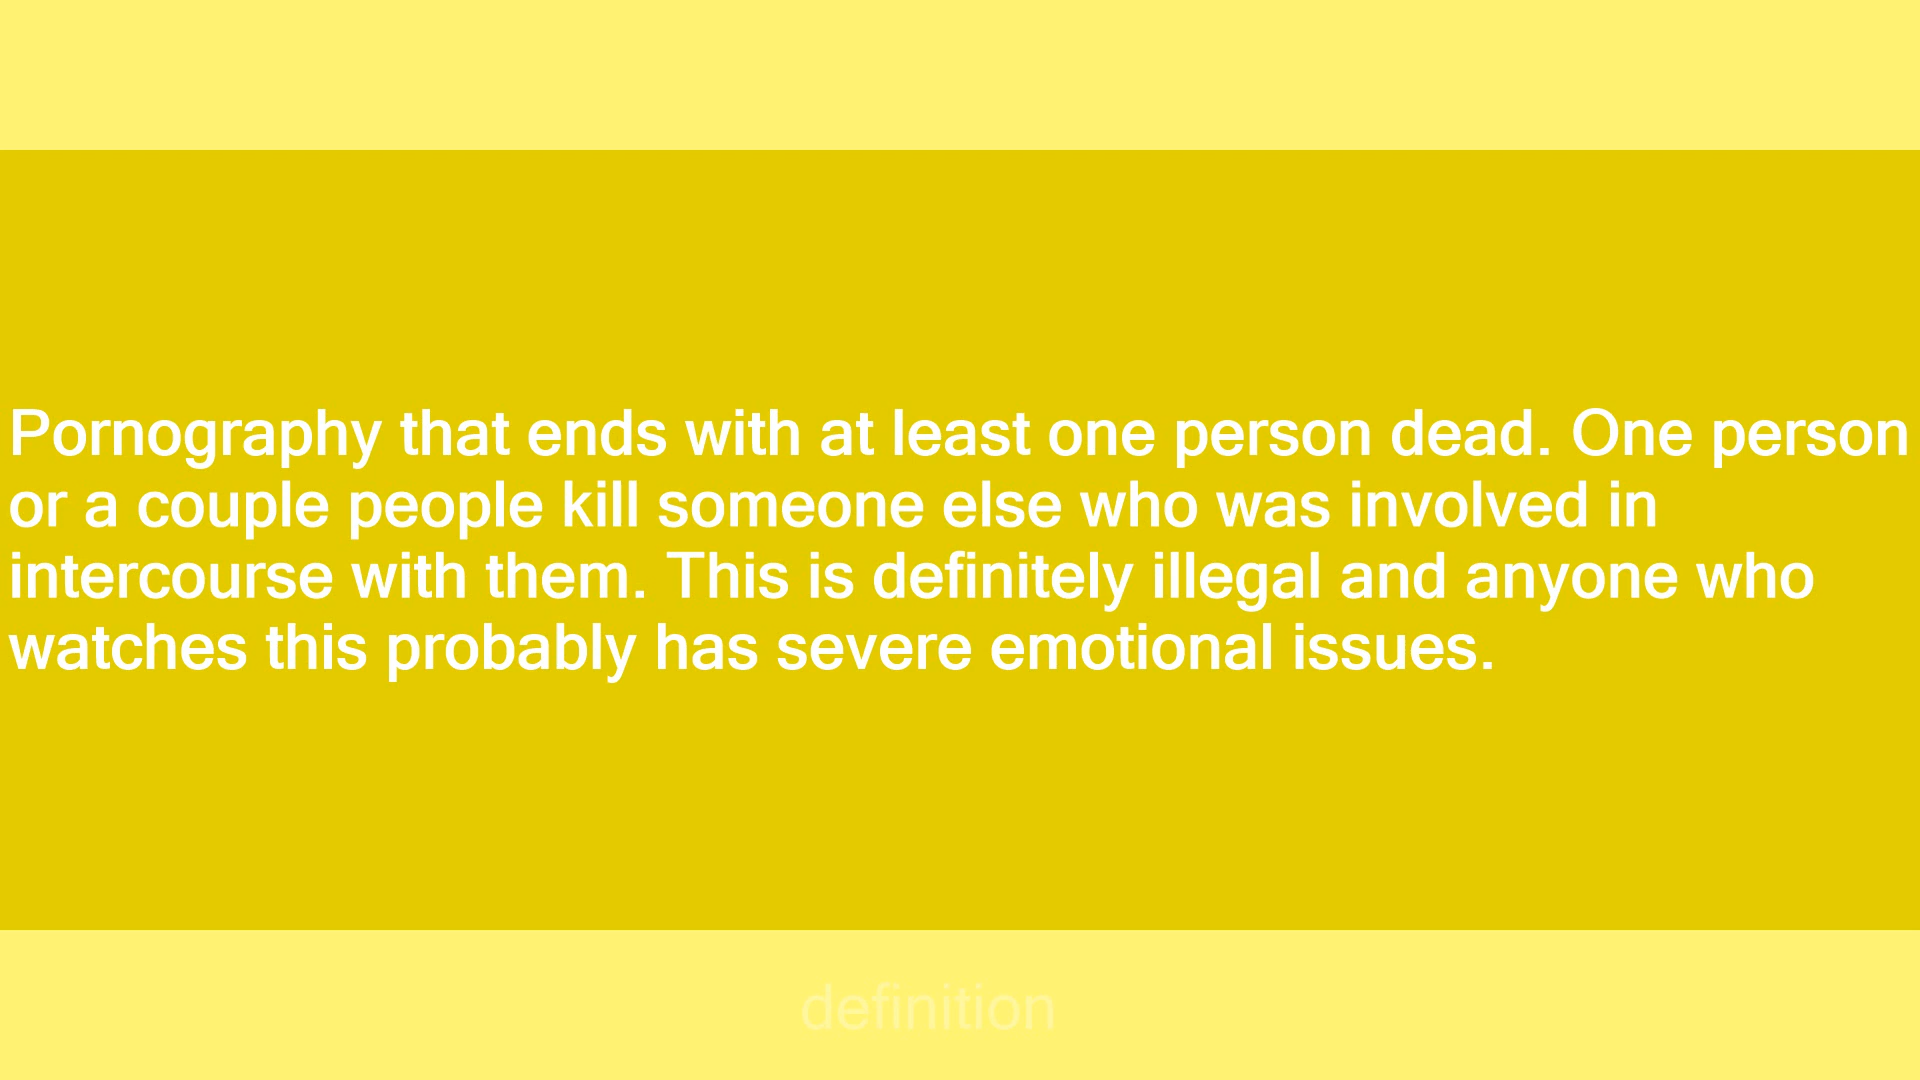 Pornography that ends with at least one person dead. One person
or a couple people kill someone else who was involved in
intercourse with them. This is definitely illegal and anyone who
watches this probably has severe emotional issues.
definition